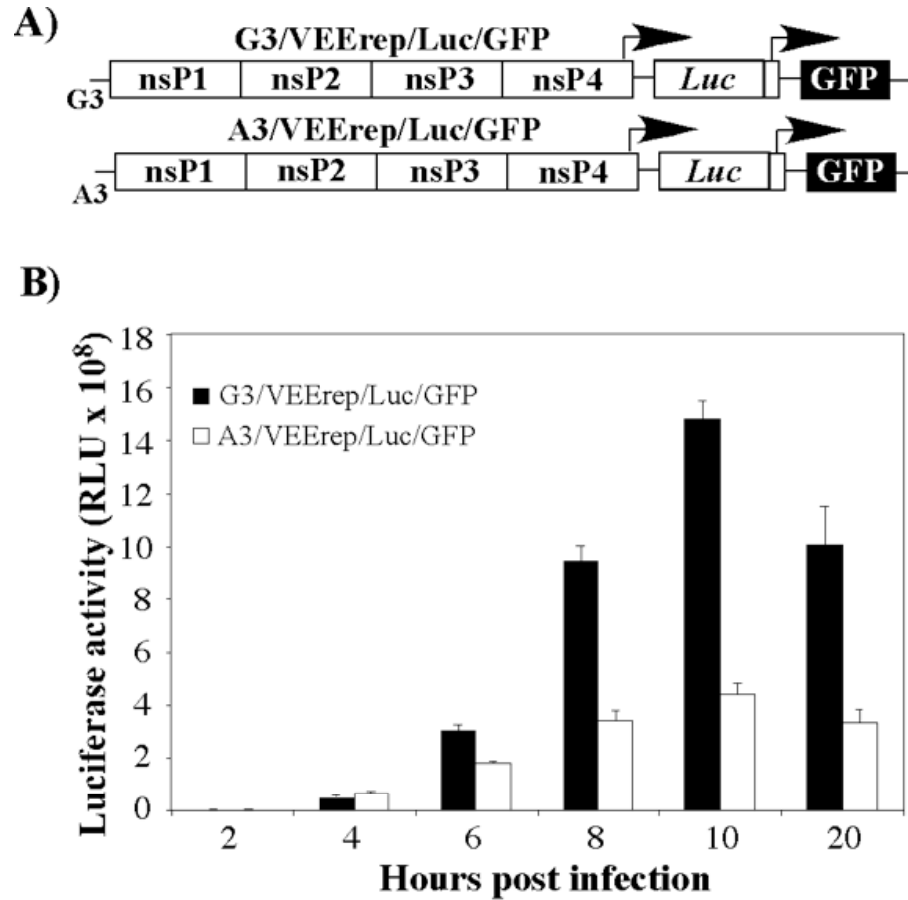 A)
G3/VEErep/Luc/GFP
G3 nsP1 nsP2 nsP3 nsP4 Luc GFP
A3/VEErep/Luc/GFP
A3 nsP1 nsP2 nsP3 nsP4 Luc GFP
B)
Luciferase activity (RLU x 10⁸)
18
16
14
12
10
8
6
4
2
0
G3/VEErep/Luc/GFP
A3/VEErep/Luc/GFP
2 4 6 8 10 20
Hours post infection